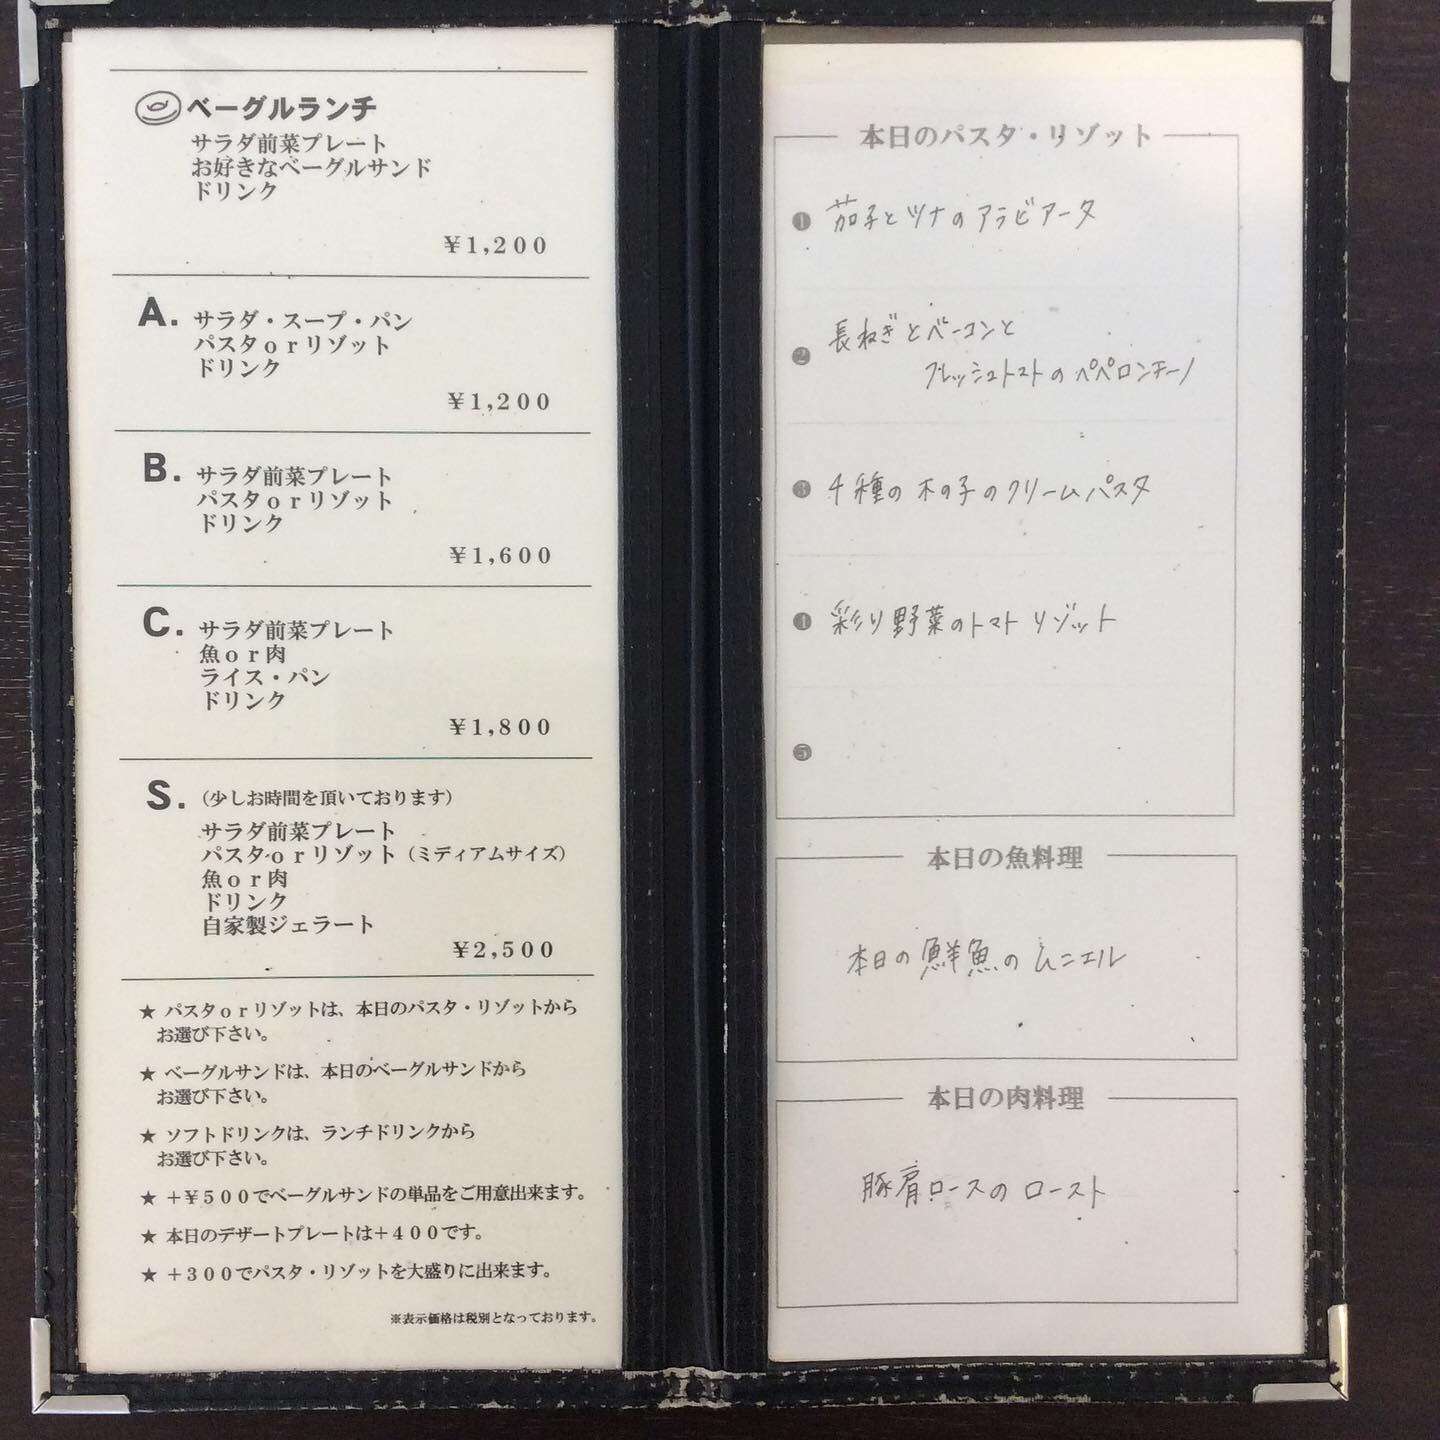 ベーグルランチ
サラダ前菜プレート
お好きなベーグルサンド
ドリンク
¥1,200
A. サラダ・スープ・パン
パスタorリゾット
ドリンク
¥1,200
B. サラダ前菜プレート
パスタorリゾット
ドリンク
¥1,600
C. サラダ前菜プレート
魚or肉
ライス・パン
ドリンク
¥1,800
S.（少しお時間を頂いております）
サラダ前菜プレート
パスタorリゾット（ミディアムサイズ）
魚or肉
ドリンク
自家製ジェラート
¥2,500
★ パスタorリゾットは、本日のパスタ・リゾットから
お選び下さい。
★ ベーグルサンドは、本日のベーグルサンドから
お選び下さい。
★ ソフトドリンクは、ランチドリンクから
お選び下さい。
★ +¥500でベーグルサンドの単品をご用意出来ます。
★ 本日のデザートプレートは+400です。
★ +300でパスタ・リゾットを大盛りに出来ます。
※表示価格は税別となっております。
本日のパスタ・リゾット
❶ 茄子とツナのアラビアータ
❷ 長ねぎとベーコンと
フレッシュトマトのペペロンチーノ
❸ 4種の木の子のクリームパスタ
❹ 彩り野菜のトマトリゾット
❺
本日の魚料理
本日の鮮魚のムニエル
本日の肉料理
豚肩ロースのロースト